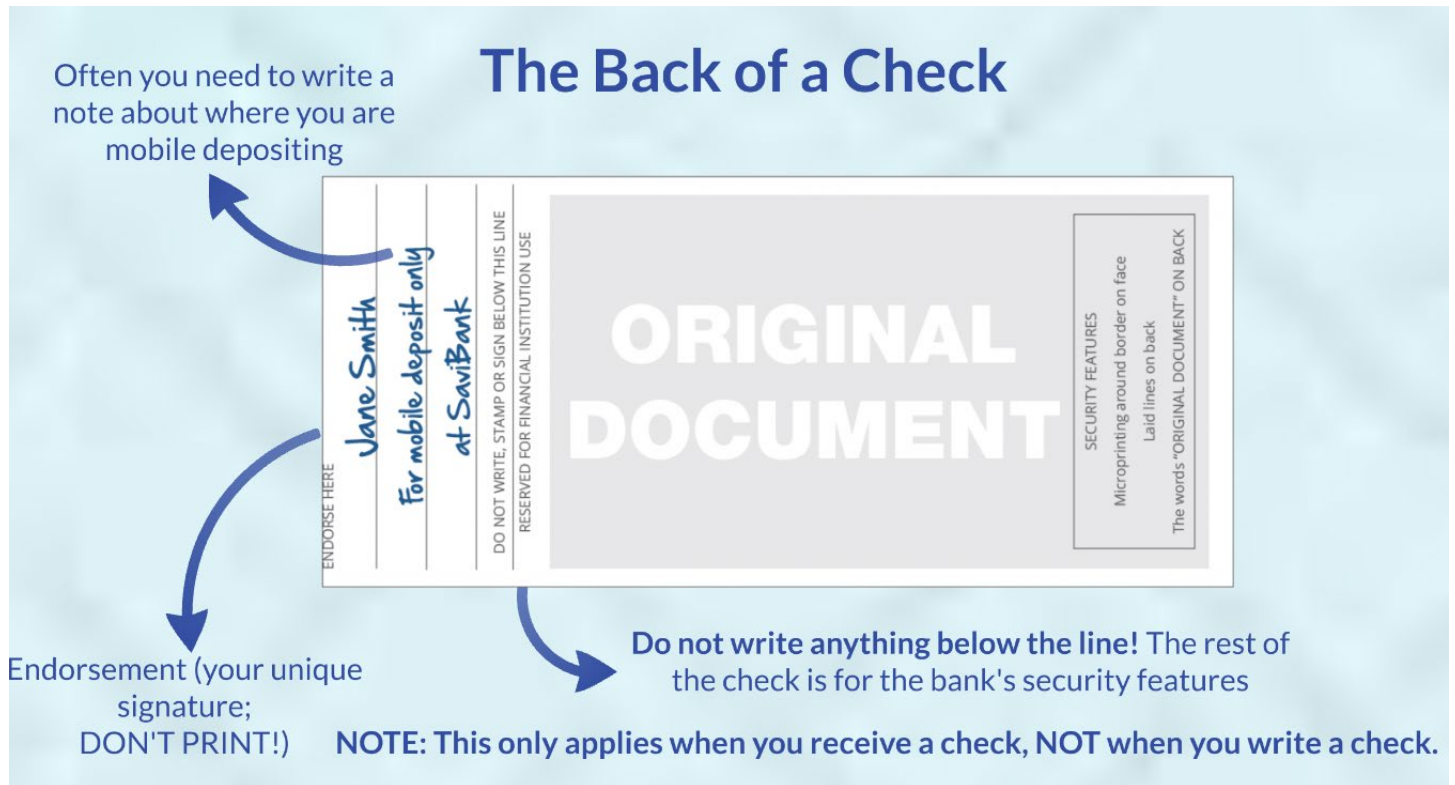 The Back of a Check
Often you need to write a
note about where you are
mobile depositing
ENDORSE HERE
Jane Smith
For mobile deposit only
at SaviBank
DO NOT WRITE, STAMP OR SIGN BELOW THIS LINE
RESERVED FOR FINANCIAL INSTITUTION USE
ORIGINAL
DOCUMENT
SECURITY FEATURES
Microprinting around border on face
Laid lines on back
The words "ORIGINAL DOCUMENT" ON BACK
Endorsement (your unique
signature;
DON'T PRINT!)
Do not write anything below the line! The rest of
the check is for the bank's security features
NOTE: This only applies when you receive a check, NOT when you write a check.